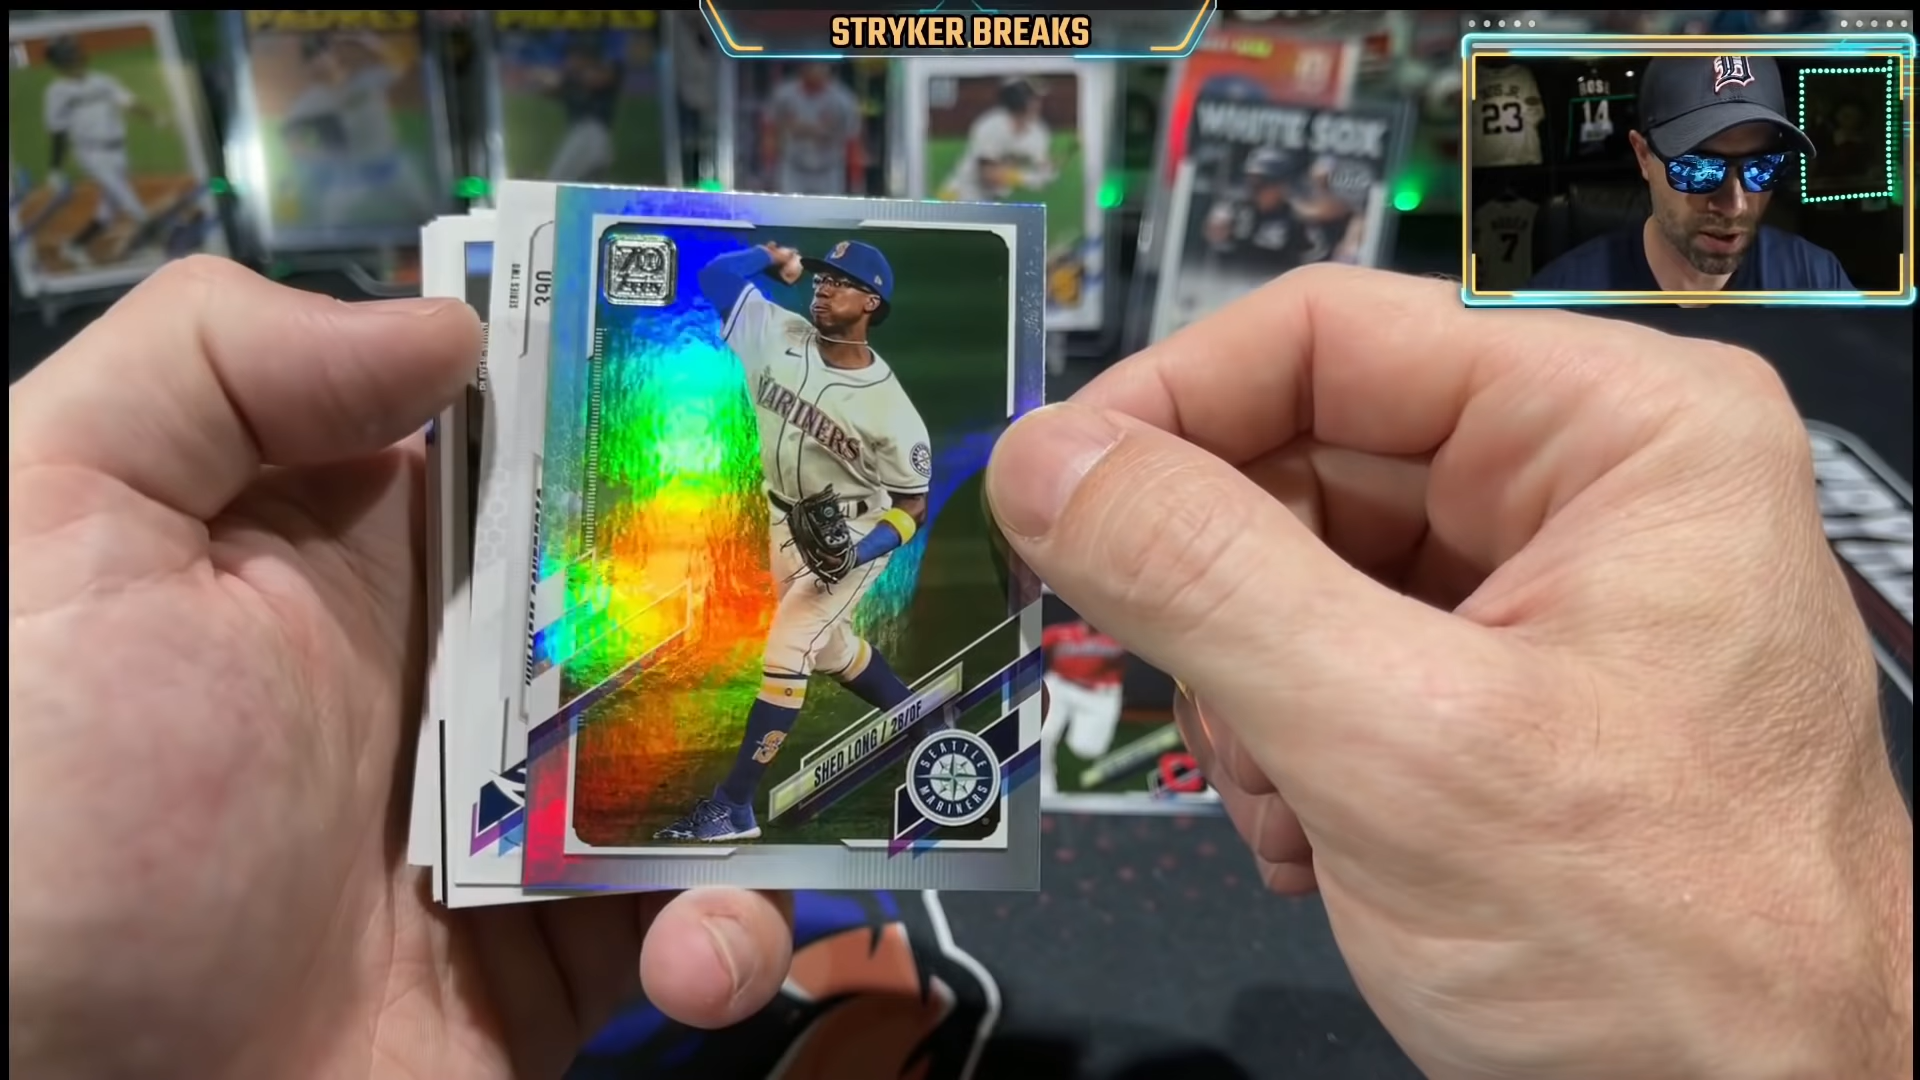 PADRES
PIRATES
STRYKER BREAKS
WHITE SOX
23
ROSE
14
7
SERIES TWO
390
70
MARINERS
SHED LONG / 2B/OF
SEATTLE
MARINERS